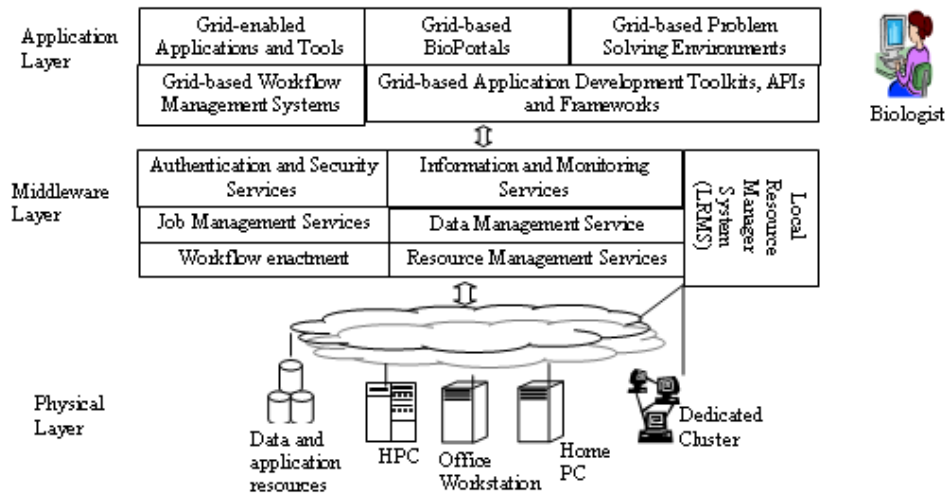 Application
Layer
Grid-enabled
Applications and Tools
Grid-based
BioPortals
Grid-based Problem
Solving Environments
Grid-based Workflow
Management Systems
Grid-based Application Development Toolkits, APIs
and Frameworks
Biologist
Middleware
Layer
Authentication and Security
Services
Information and Monitoring
Services
Job Management Services
Data Management Service
Workflow enactment
Resource Management Services
Local
Resource
Manager
System
(LRMS)
Physical
Layer
Data and
application
resources
HPC
Office
Workstation
Home
PC
Dedicated
Cluster